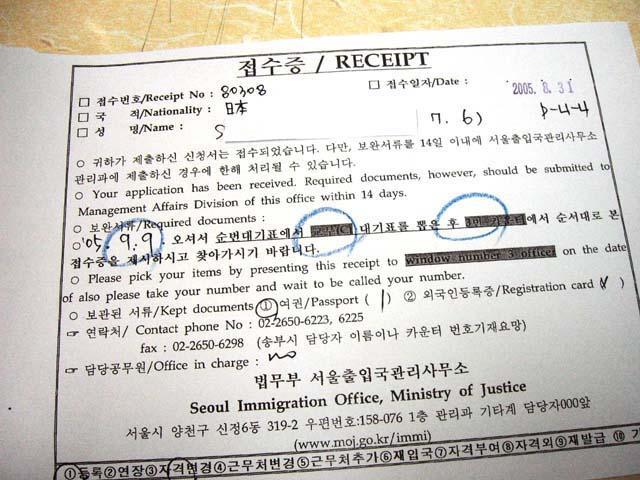 접수증 / RECEIPT
□ 접수번호/Receipt No : 80308 □ 접수일자/Date : 2005. 8. 31
□ 국 적/Nationality : 日本
□ 성 명/Name : S 7. 6) D-4-4
○ 귀하가 제출하신 신청서는 접수되었습니다. 다만, 보완서류를 14일 이내에 서울출입국관리사무소
관리과에 제출하신 경우에 한해 처리될 수 있습니다.
○ Your application has been received. Required documents, however, should be submitted to
Management Affairs Division of this office within 14 days.
○ 보완서류/Required documents :
○ '05. 9. 9 오셔서 순번대기표에서 대기표를 뽑은 후 에서 순서대로 본
접수증을 제시하시고 찾아가시기 바랍니다.
○ Please pick your items by presenting this receipt to window number 3 officer on the date
of also please take your number and wait to be called your number.
○ 보관된 서류/Kept documents ① 여권/Passport ( 1 ) ② 외국인등록증/Registration card ( )
☞ 연락처/ Contact phone No : 02-2650-6223, 6225
fax : 02-2650-6298 (송부시 담당자 이름이나 카운터 번호기재요망)
☞ 담당공무원/Office in charge :
법무부 서울출입국관리사무소
Seoul Immigration Office, Ministry of Justice
서울시 양천구 신정6동 319-2 우편번호:158-076 1층 관리과 기타계 담당자000앞
(www.moj.go.kr/immi)
①등록②연장③자격변경④근무처변경⑤근무처추가⑥재입국⑦자격부여⑧자격외⑨재발급 ⑩ 기